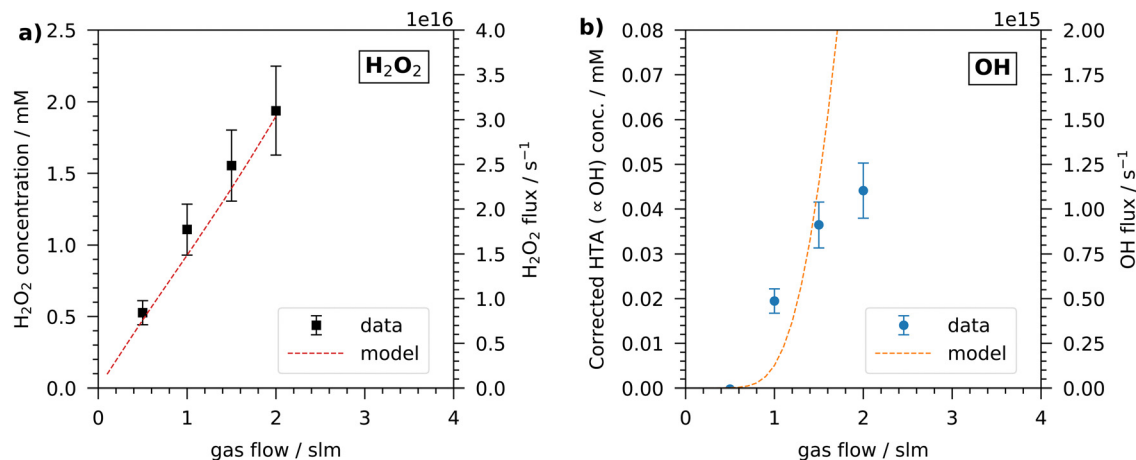 a)
1e16
H₂O₂
H₂O₂ concentration / mM
2.5
2.0
1.5
1.0
0.5
0.0
4.0
3.5
3.0
2.5
2.0
1.5
1.0
0.5
0.0
H₂O₂ flux / s⁻¹
data
model
0 1 2 3 4
gas flow / slm
b)
1e15
OH
Corrected HTA ( ∝ OH) conc. / mM
0.08
0.07
0.06
0.05
0.04
0.03
0.02
0.01
0.00
2.00
1.75
1.50
1.25
1.00
0.75
0.50
0.25
0.00
OH flux / s⁻¹
data
model
0 1 2 3 4
gas flow / slm